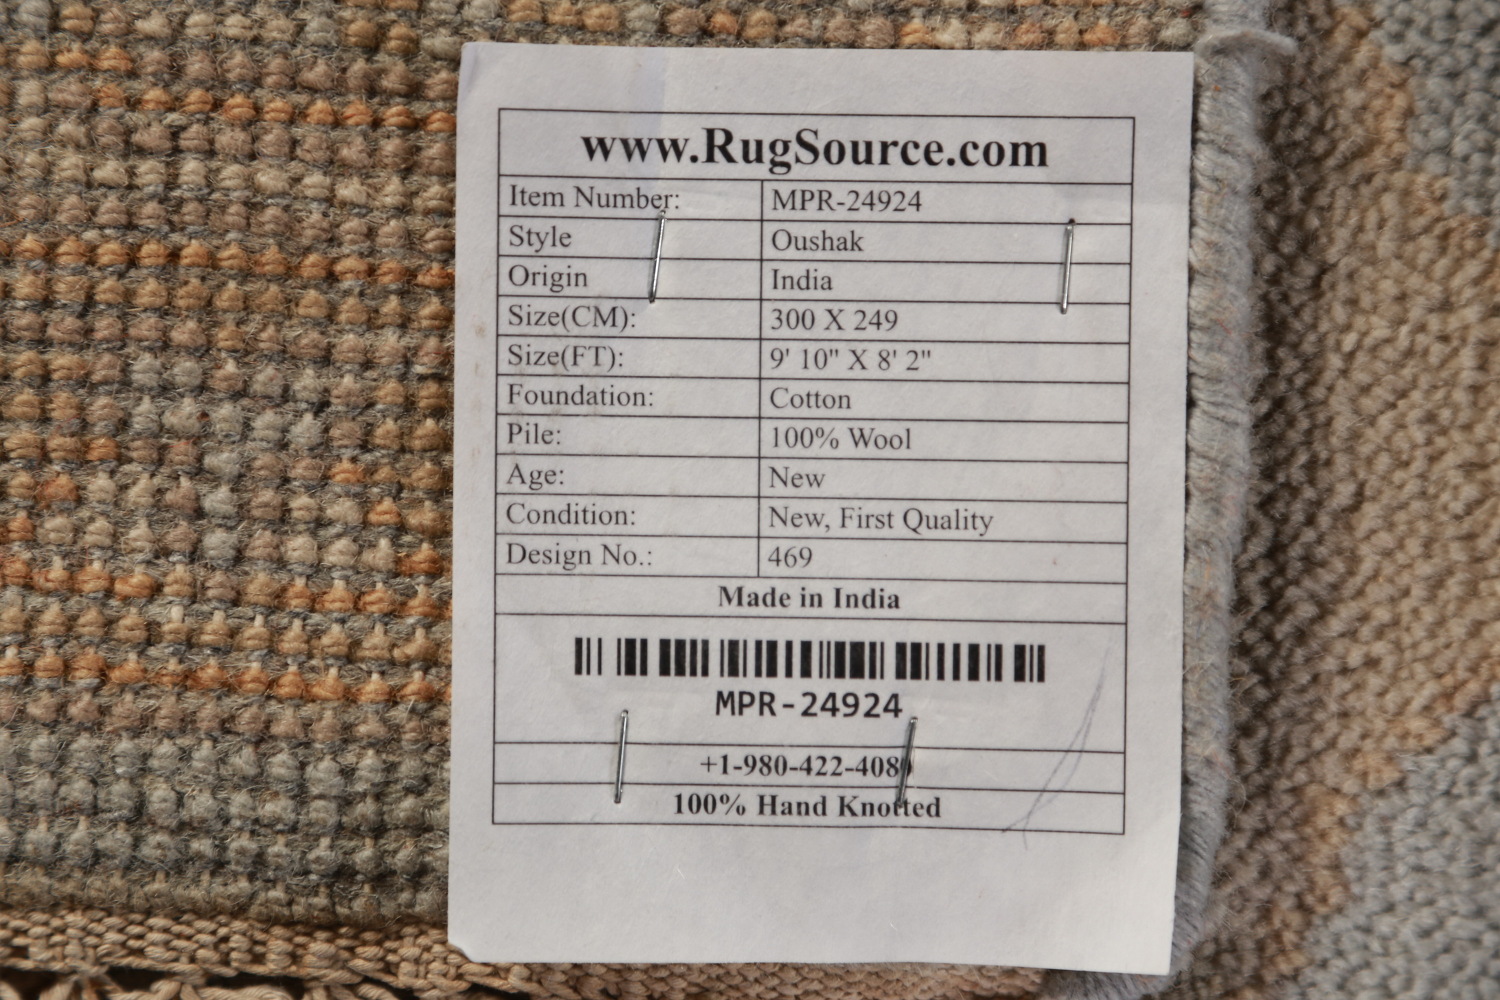 www.RugSource.com
Item Number: MPR-24924
Style Oushak
Origin India
Size(CM): 300 X 249
Size(FT): 9' 10" X 8' 2"
Foundation: Cotton
Pile: 100% Wool
Age: New
Condition: New, First Quality
Design No.: 469
Made in India
MPR-24924
100% Hand Knotted